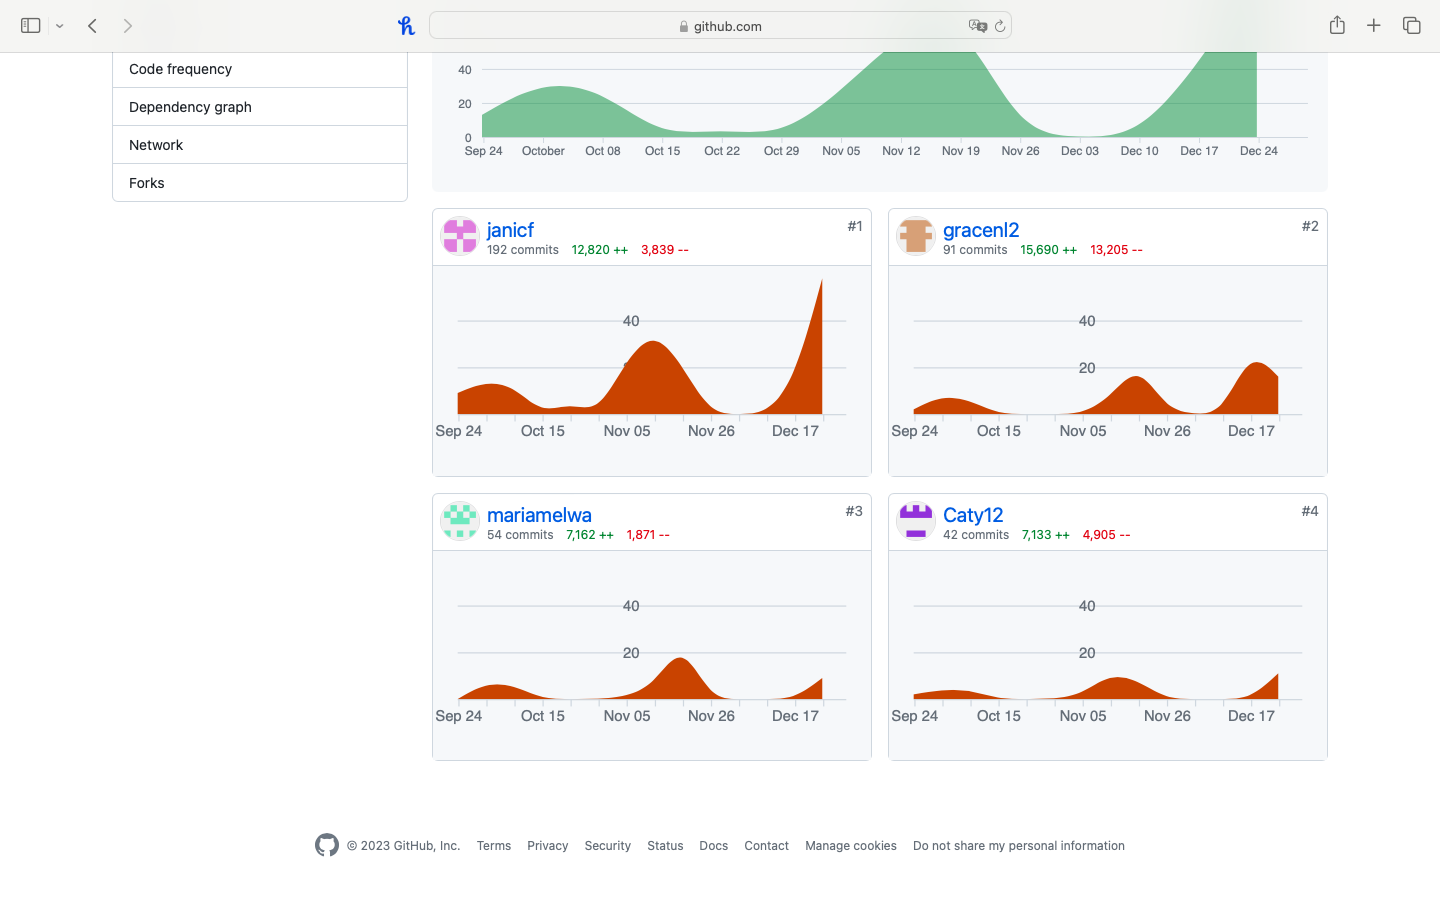 github.com
Code frequency
Dependency graph
Network
Forks
40
20
0
Sep 24 October Oct 08 Oct 15 Oct 22 Oct 29 Nov 05 Nov 12 Nov 19 Nov 26 Dec 03 Dec 10 Dec 17 Dec 24
janicf #1
192 commits 12,820 ++ 3,839 --
40
Sep 24 Oct 15 Nov 05 Nov 26 Dec 17
gracenl2 #2
91 commits 15,690 ++ 13,205 --
40
20
Sep 24 Oct 15 Nov 05 Nov 26 Dec 17
mariamelwa #3
54 commits 7,162 ++ 1,871 --
40
20
Sep 24 Oct 15 Nov 05 Nov 26 Dec 17
Caty12 #4
42 commits 7,133 ++ 4,905 --
40
20
Sep 24 Oct 15 Nov 05 Nov 26 Dec 17
© 2023 GitHub, Inc. Terms Privacy Security Status Docs Contact Manage cookies Do not share my personal information